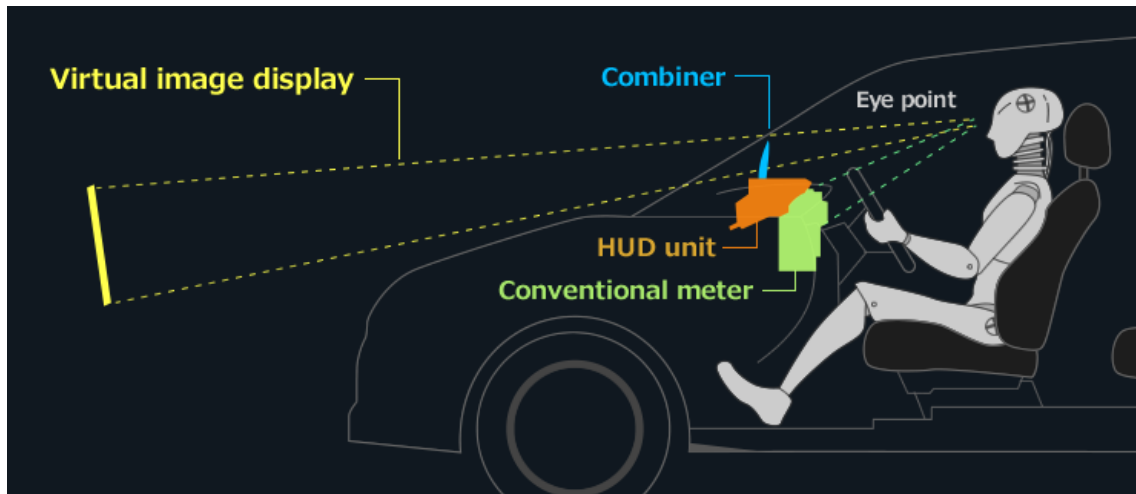 Virtual image display
Combiner
Eye point
HUD unit
Conventional meter